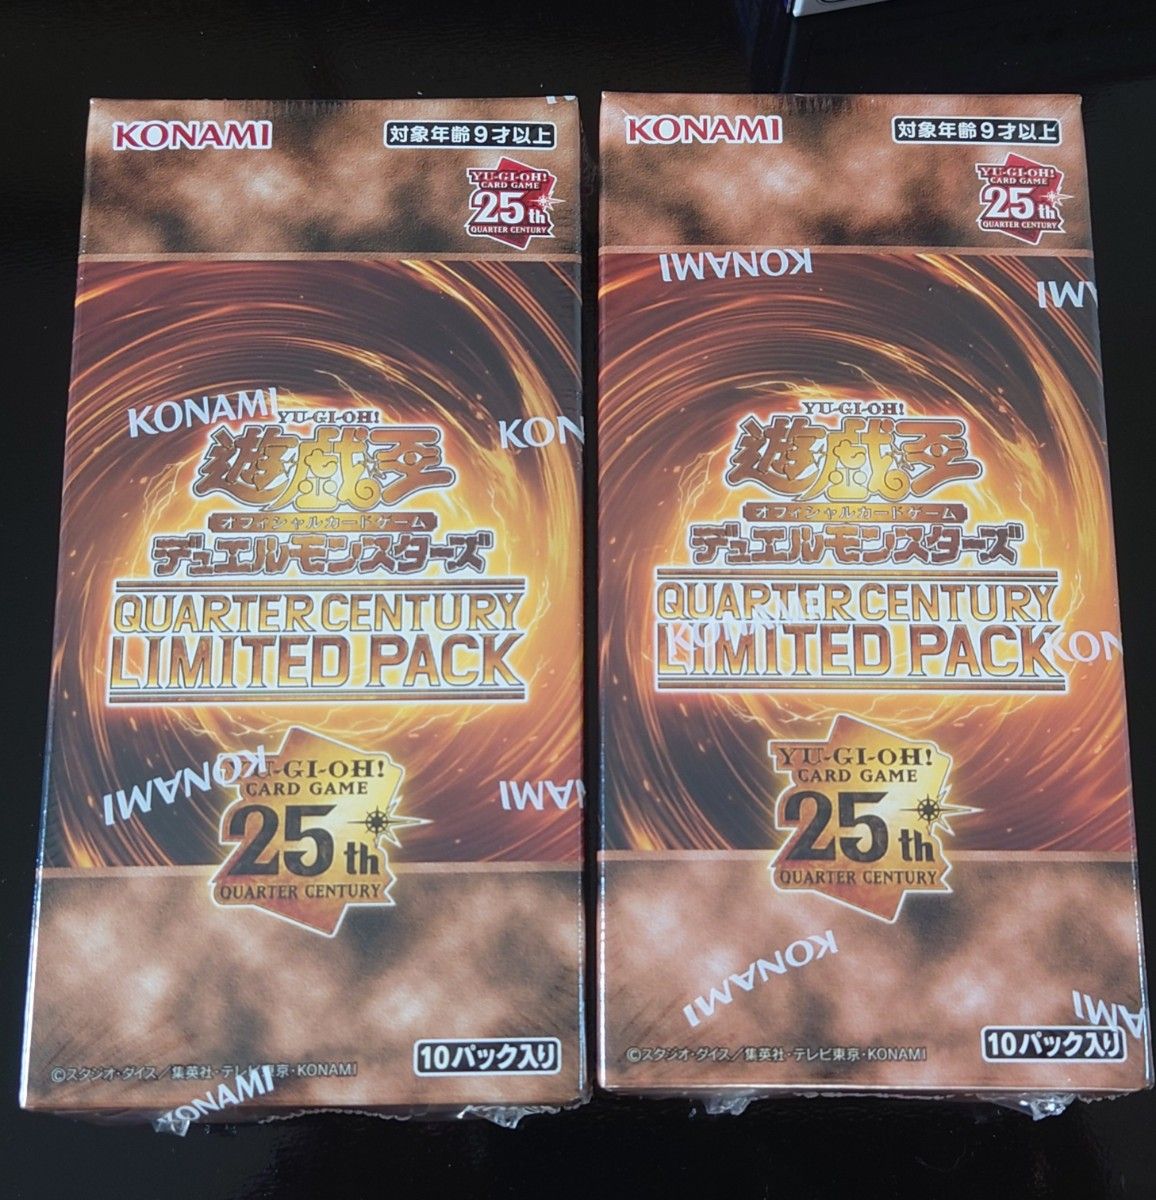 KONAMI
対象年齢9才以上
YU-GI-OH!
CARD GAME
25th
QUARTER CENTURY
KONAMI
KON
YU-GI-OH!
遊戯王
オフィシャルカードゲーム
デュエルモンスターズ
QUARTER CENTURY
LIMITED PACK
KONAMI
KONAMI
YU-GI-OH!
CARD GAME
25th
QUARTER CENTURY
10パック入り
©スタジオ・ダイス/集英社・テレビ東京・KONAMI
KONAMI
KONAMI
対象年齢9才以上
YU-GI-OH!
CARD GAME
25th
QUARTER CENTURY
KONAMI
YU-GI-OH!
遊戯王
オフィシャルカードゲーム
デュエルモンスターズ
QUARTER CENTURY
LIMITED PACK
KONAMI
KON
YU-GI-OH!
CARD GAME
25th
QUARTER CENTURY
KONAMI
AMI
10パック入り
©スタジオ・ダイス/集英社・テレビ東京・KONAMI